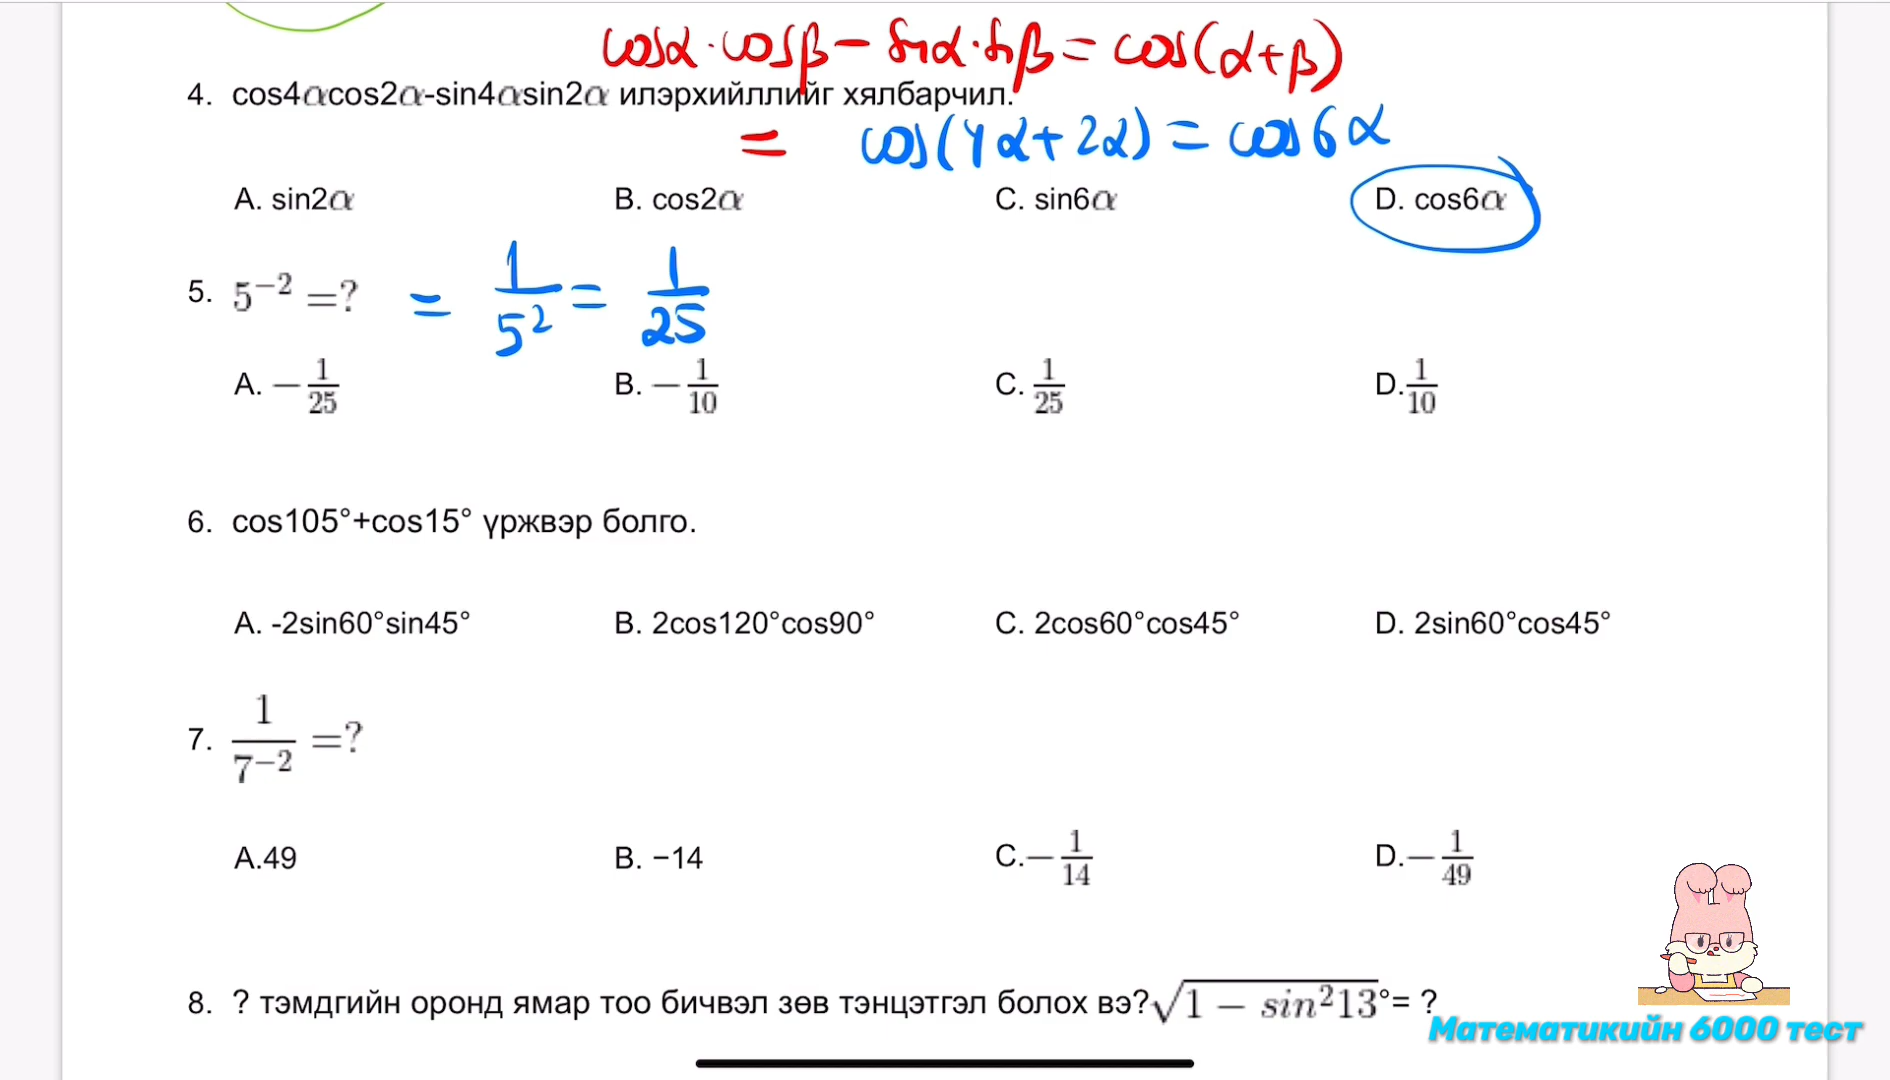 cosα·cosβ − sinα·sinβ = cos(α+β)
4. cos4αcos2α-sin4αsin2α илэрхийллийг хялбарчил.
= cos(4α+2α) = cos6α
A. sin2α B. cos2α C. sin6α D. cos6α
5. 5⁻² =? = 1/5² = 1/25
A. −1/25 B. −1/10 C. 1/25 D. 1/10
6. cos105°+cos15° үржвэр болго.
A. -2sin60°sin45° B. 2cos120°cos90° C. 2cos60°cos45° D. 2sin60°cos45°
7. 1/7⁻² =?
A.49 B. −14 C.−1/14 D.−1/49
8. ? тэмдгийн оронд ямар тоо бичвэл зөв тэнцэтгэл болох вэ?√(1 − sin²13)°= ?
Математикийн 6000 тест